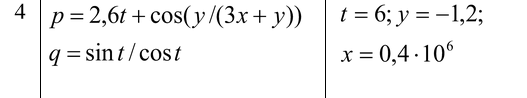 4 p = 2,6t + cos(y/(3x + y)) t = 6; y = −1,2;
q = sin t / cos t x = 0,4 · 10⁶